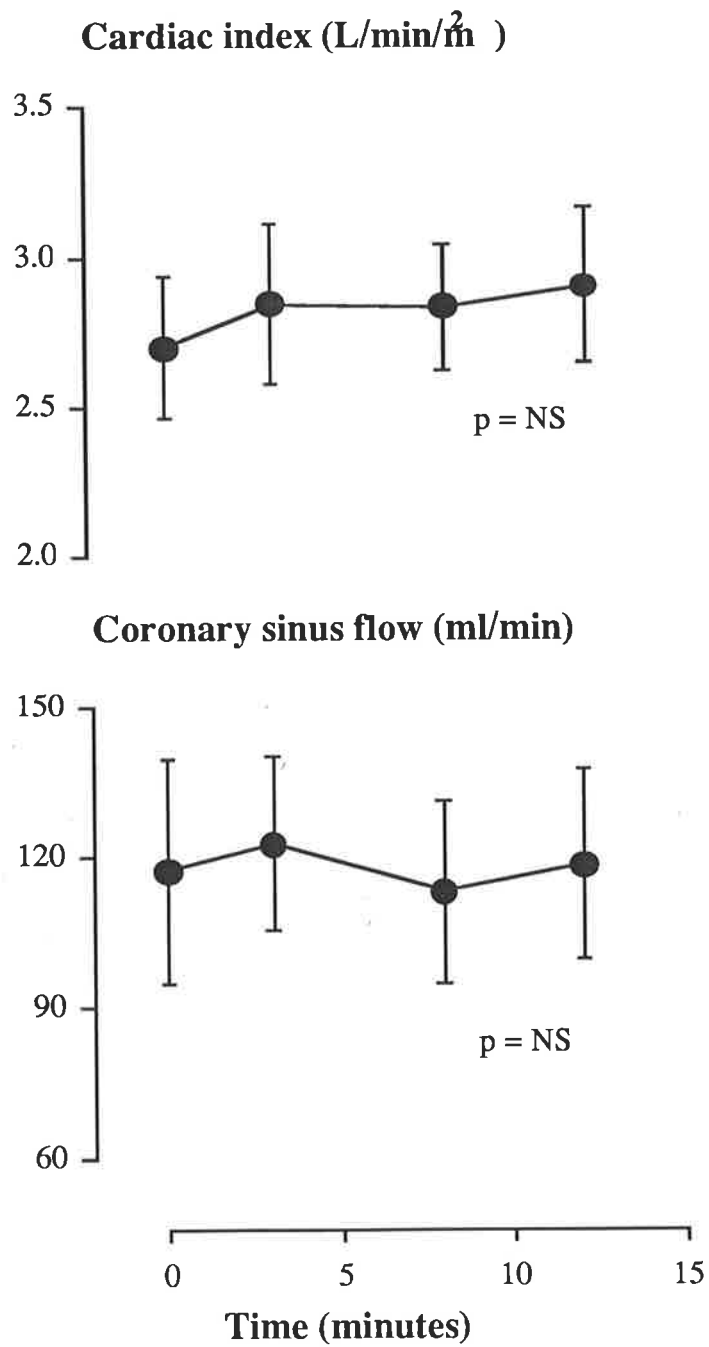 Cardiac index (L/min/m² )
3.5
3.0
2.5
2.0
p = NS
Coronary sinus flow (ml/min)
150
120
90
60
p = NS
0 5 10 15
Time (minutes)